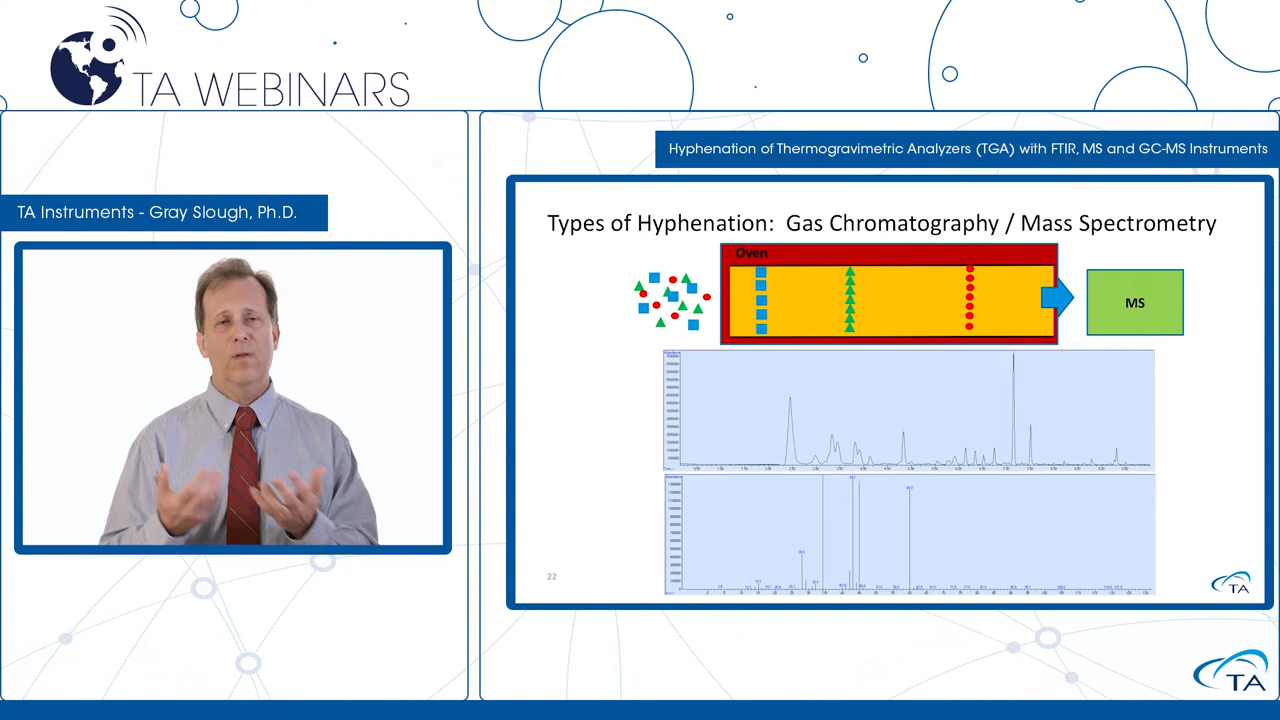 TA WEBINARS
Hyphenation of Thermogravimetric Analyzers (TGA) with FTIR, MS and GC-MS Instruments
TA Instruments - Gray Slough, Ph.D.
Types of Hyphenation: Gas Chromatography / Mass Spectrometry
Oven
MS
22
TA
TA